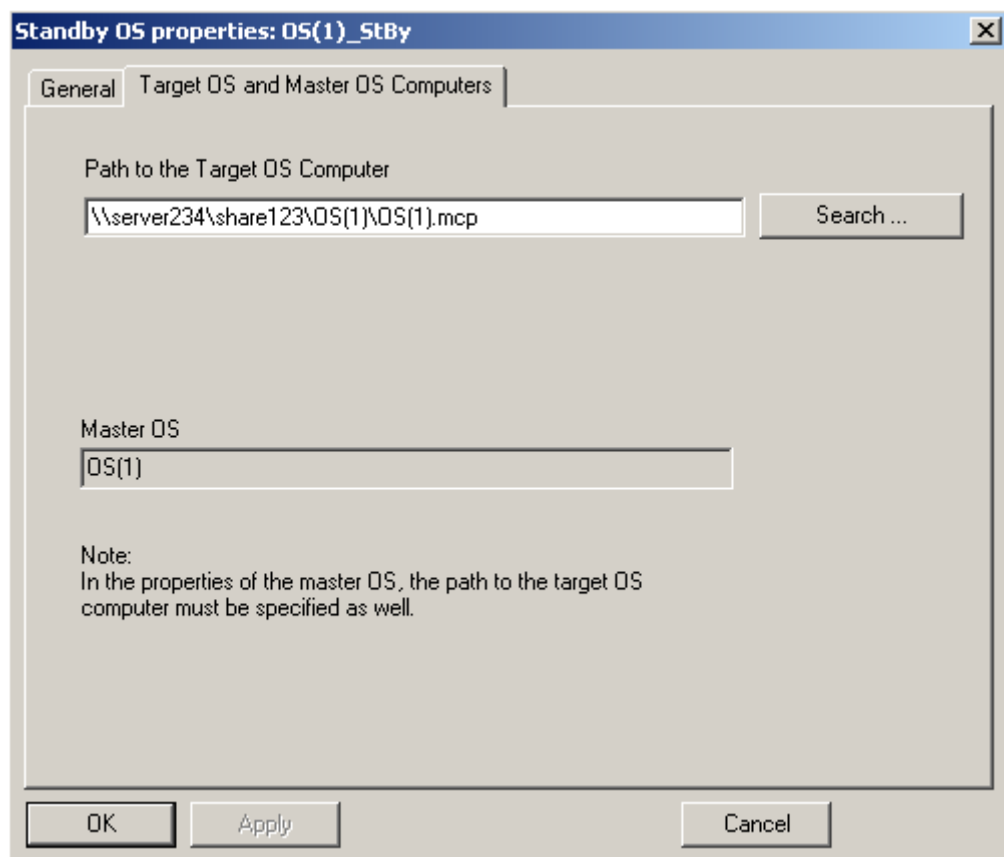 Standby OS properties: OS(1)_StBy
General
Target OS and Master OS Computers
Path to the Target OS Computer
\\server234\share123\OS(1)\OS(1).mcp
Search ...
Master OS
OS(1)
Note:
In the properties of the master OS, the path to the target OS
computer must be specified as well.
OK
Apply
Cancel